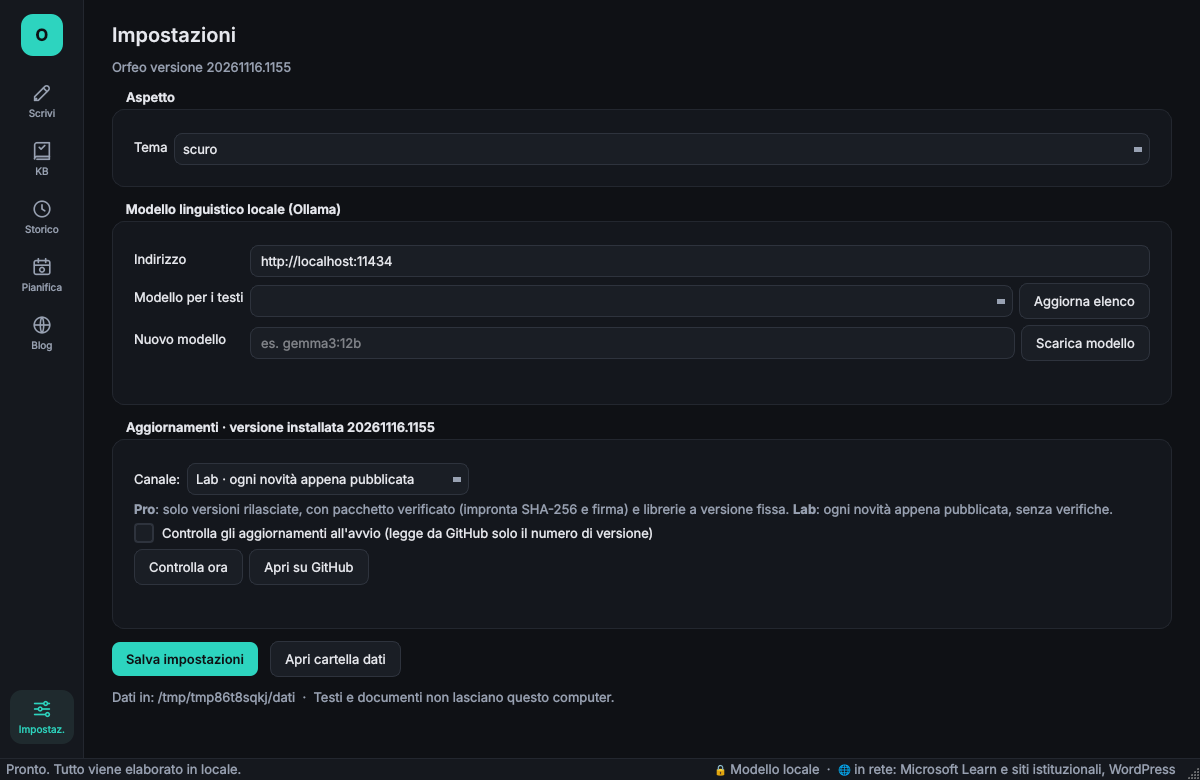 O
Scrivi
KB
Storico
Pianifica
Blog
Impostaz.
Impostazioni
Orfeo versione 20261116.1155
Aspetto
Tema scuro
Modello linguistico locale (Ollama)
Indirizzo http://localhost:11434
Modello per i testi Aggiorna elenco
Nuovo modello es. gemma3:12b Scarica modello
Aggiornamenti · versione installata 20261116.1155
Canale: Lab · ogni novità appena pubblicata
Pro: solo versioni rilasciate, con pacchetto verificato (impronta SHA-256 e firma) e librerie a versione fissa. Lab: ogni novità appena pubblicata, senza verifiche.
Controlla gli aggiornamenti all'avvio (legge da GitHub solo il numero di versione)
Controlla ora Apri su GitHub
Salva impostazioni Apri cartella dati
Dati in: /tmp/tmp86t8sqkj/dati · Testi e documenti non lasciano questo computer.
Pronto. Tutto viene elaborato in locale. 🔒 Modello locale · 🌐 in rete: Microsoft Learn e siti istituzionali, WordPress